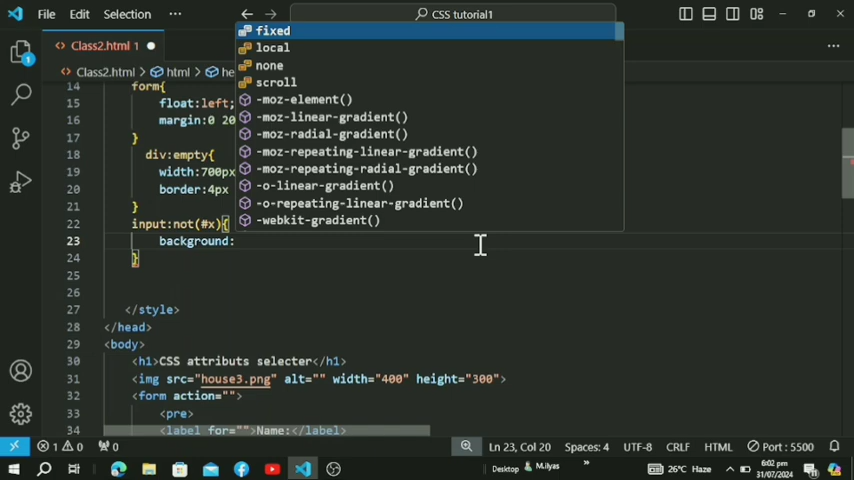 File Edit Selection ··· CSS tutorial1
Class2.html 1
Class2.html > html > he
fixed
local
none
scroll
-moz-element()
-moz-linear-gradient()
-moz-radial-gradient()
-moz-repeating-linear-gradient()
-moz-repeating-radial-gradient()
-o-linear-gradient()
-o-repeating-linear-gradient()
-webkit-gradient()
14 form{
15 float:left;
16 margin:0 20
17 }
18 div:empty{
19 width:700px
20 border:4px
21 }
22 input:not(#x){
23 background:
24 }
25
26
27 </style>
28 </head>
29 <body>
30 <h1>CSS attributs selecter</h1>
31 <img src="house3.png" alt="" width="400" height="300">
32 <form action="">
33 <pre>
34 <label for="">Name:</label>
1
1 0 0 Ln 23, Col 20 Spaces: 4 UTF-8 CRLF HTML Port : 5500
Desktop M.ilyas » 26°C Haze 6:02 pm
31/07/2024